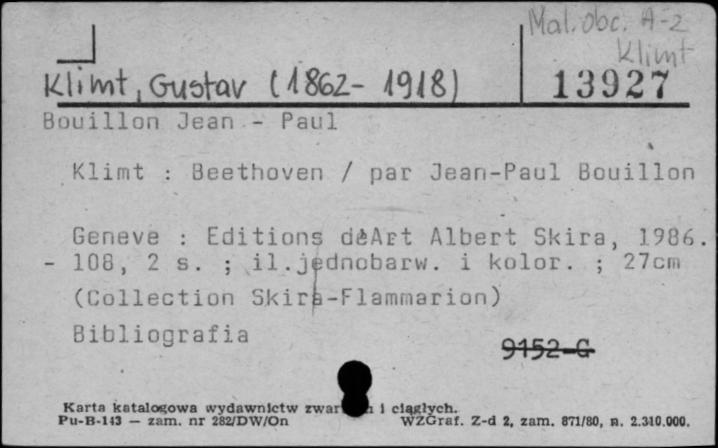 Mal. obc. A-2
Klimt
Klimt, Gustav (1862- 1918)
13927
Bouillon Jean - Paul
Klimt : Beethoven / par Jean-Paul Bouillon
Geneve : Editions deArt Albert Skira, 1986.
- 108, 2 s. ; il.jednobarw. i kolor. ; 27cm
(Collection Skira-Flammarion)
Bibliografia
9152-G
Karta katalogowa wydawnictw i ciągłych.
Pu-B-143 — zam. nr 282/DW/On WZGraf. Z-d 2, zam. 871/80, n. 2.310.000.